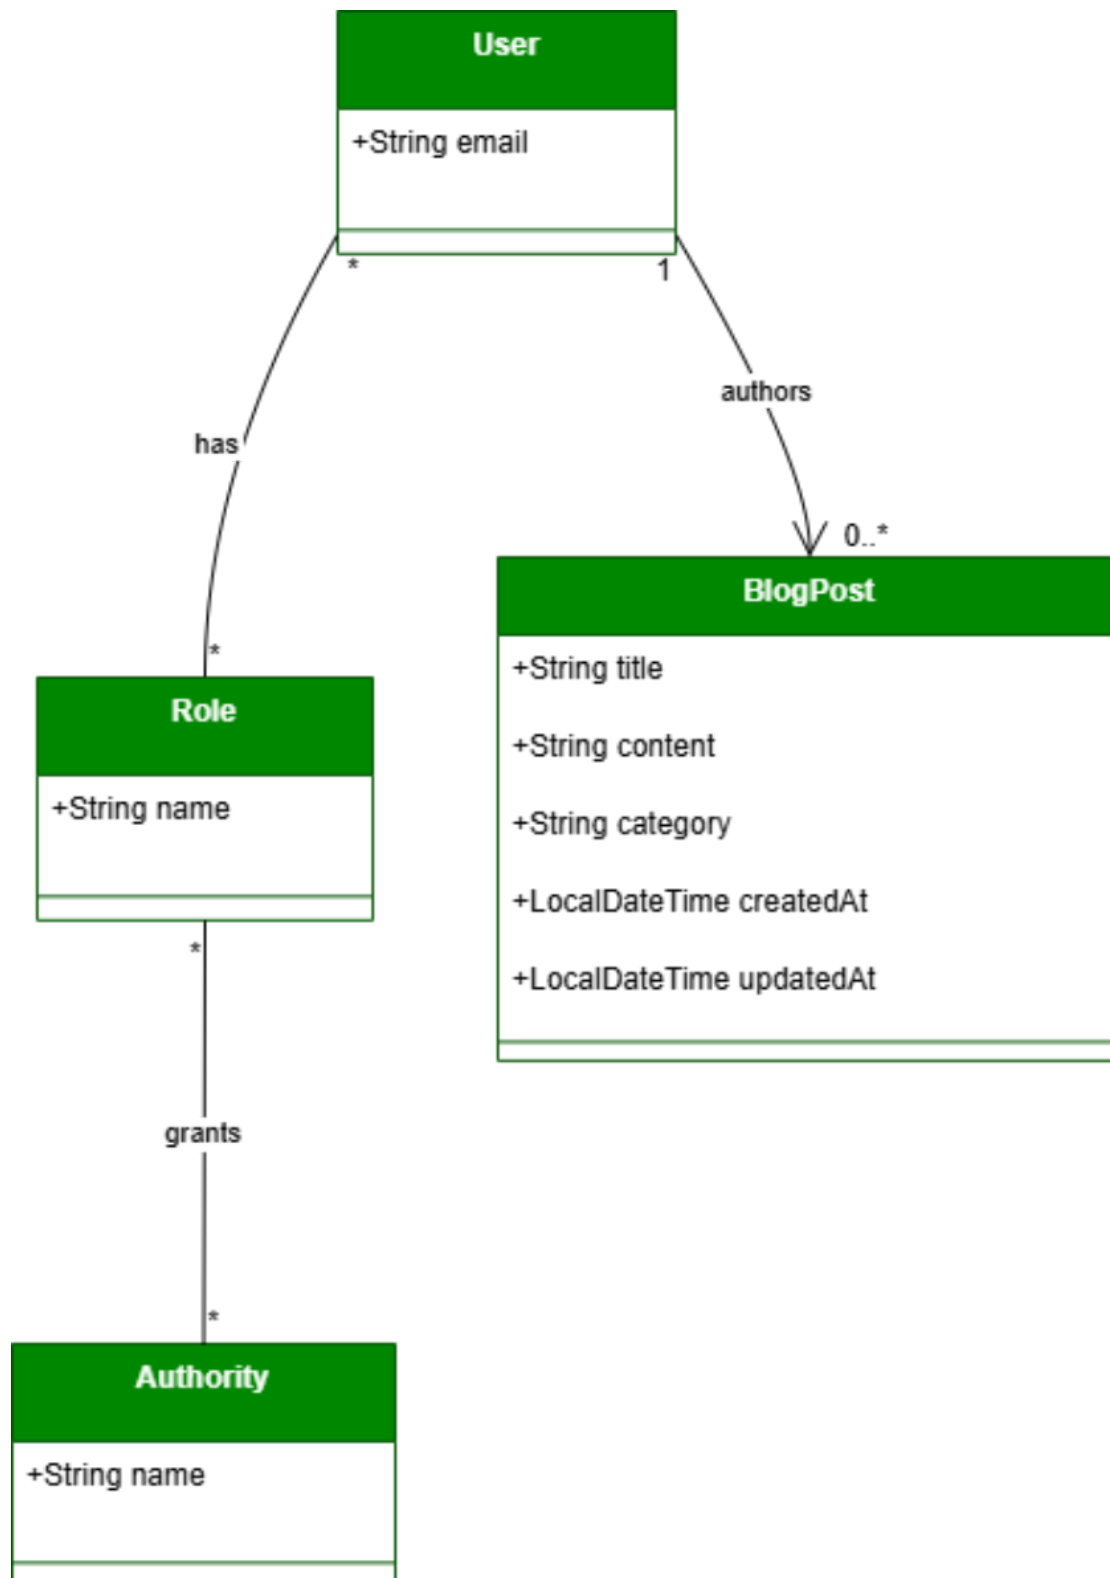 User
+String email
*
1
authors
has
0..*
BlogPost
+String title
*
Role
+String content
+String name
+String category
+LocalDateTime createdAt
*
+LocalDateTime updatedAt
grants
*
Authority
+String name